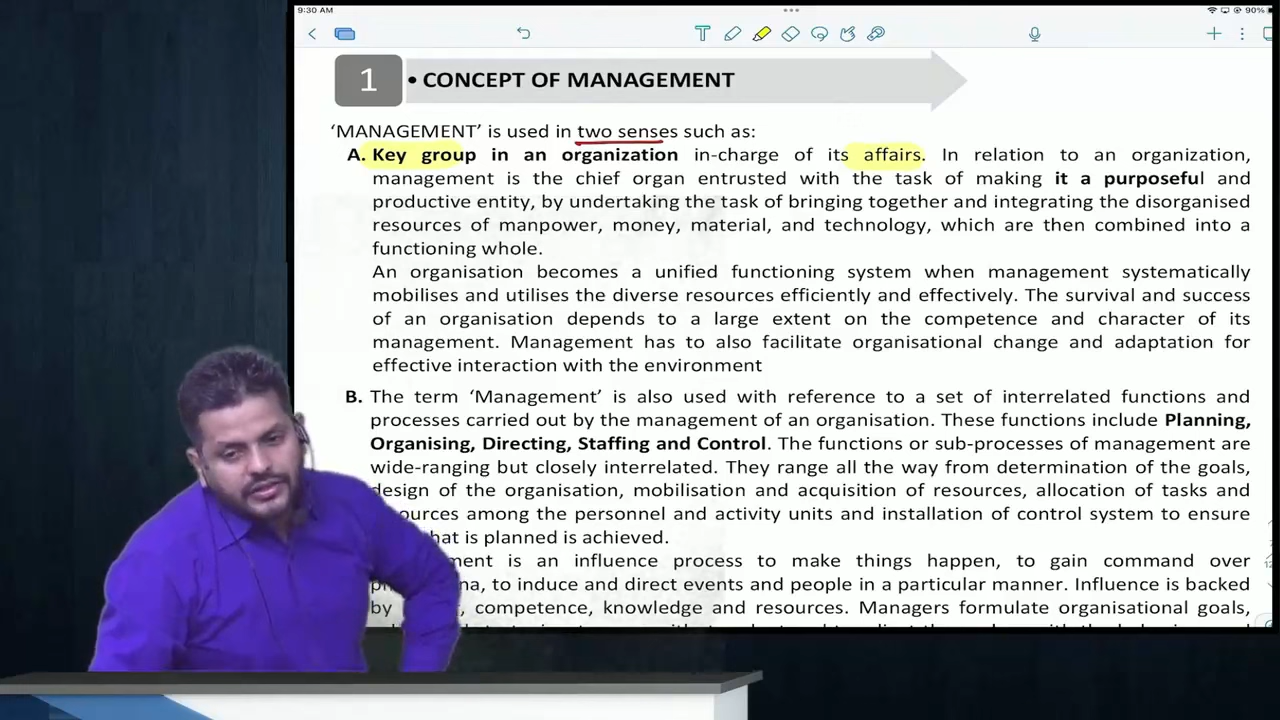 9:30 AM
90%
1 • CONCEPT OF MANAGEMENT
‘MANAGEMENT’ is used in two senses such as:
A. Key group in an organization in-charge of its affairs. In relation to an organization,
management is the chief organ entrusted with the task of making it a purposeful and
productive entity, by undertaking the task of bringing together and integrating the disorganised
resources of manpower, money, material, and technology, which are then combined into a
functioning whole.
An organisation becomes a unified functioning system when management systematically
mobilises and utilises the diverse resources efficiently and effectively. The survival and success
of an organisation depends to a large extent on the competence and character of its
management. Management has to also facilitate organisational change and adaptation for
effective interaction with the environment
B. The term ‘Management’ is also used with reference to a set of interrelated functions and
processes carried out by the management of an organisation. These functions include Planning,
Organising, Directing, Staffing and Control. The functions or sub-processes of management are
wide-ranging but closely interrelated. They range all the way from determination of the goals,
design of the organisation, mobilisation and acquisition of resources, allocation of tasks and
among the personnel and activity units and installation of control system to ensure
is planned is achieved.
is an influence process to make things happen, to gain command over
to induce and direct events and people in a particular manner. Influence is backed
by competence, knowledge and resources. Managers formulate organisational goals,